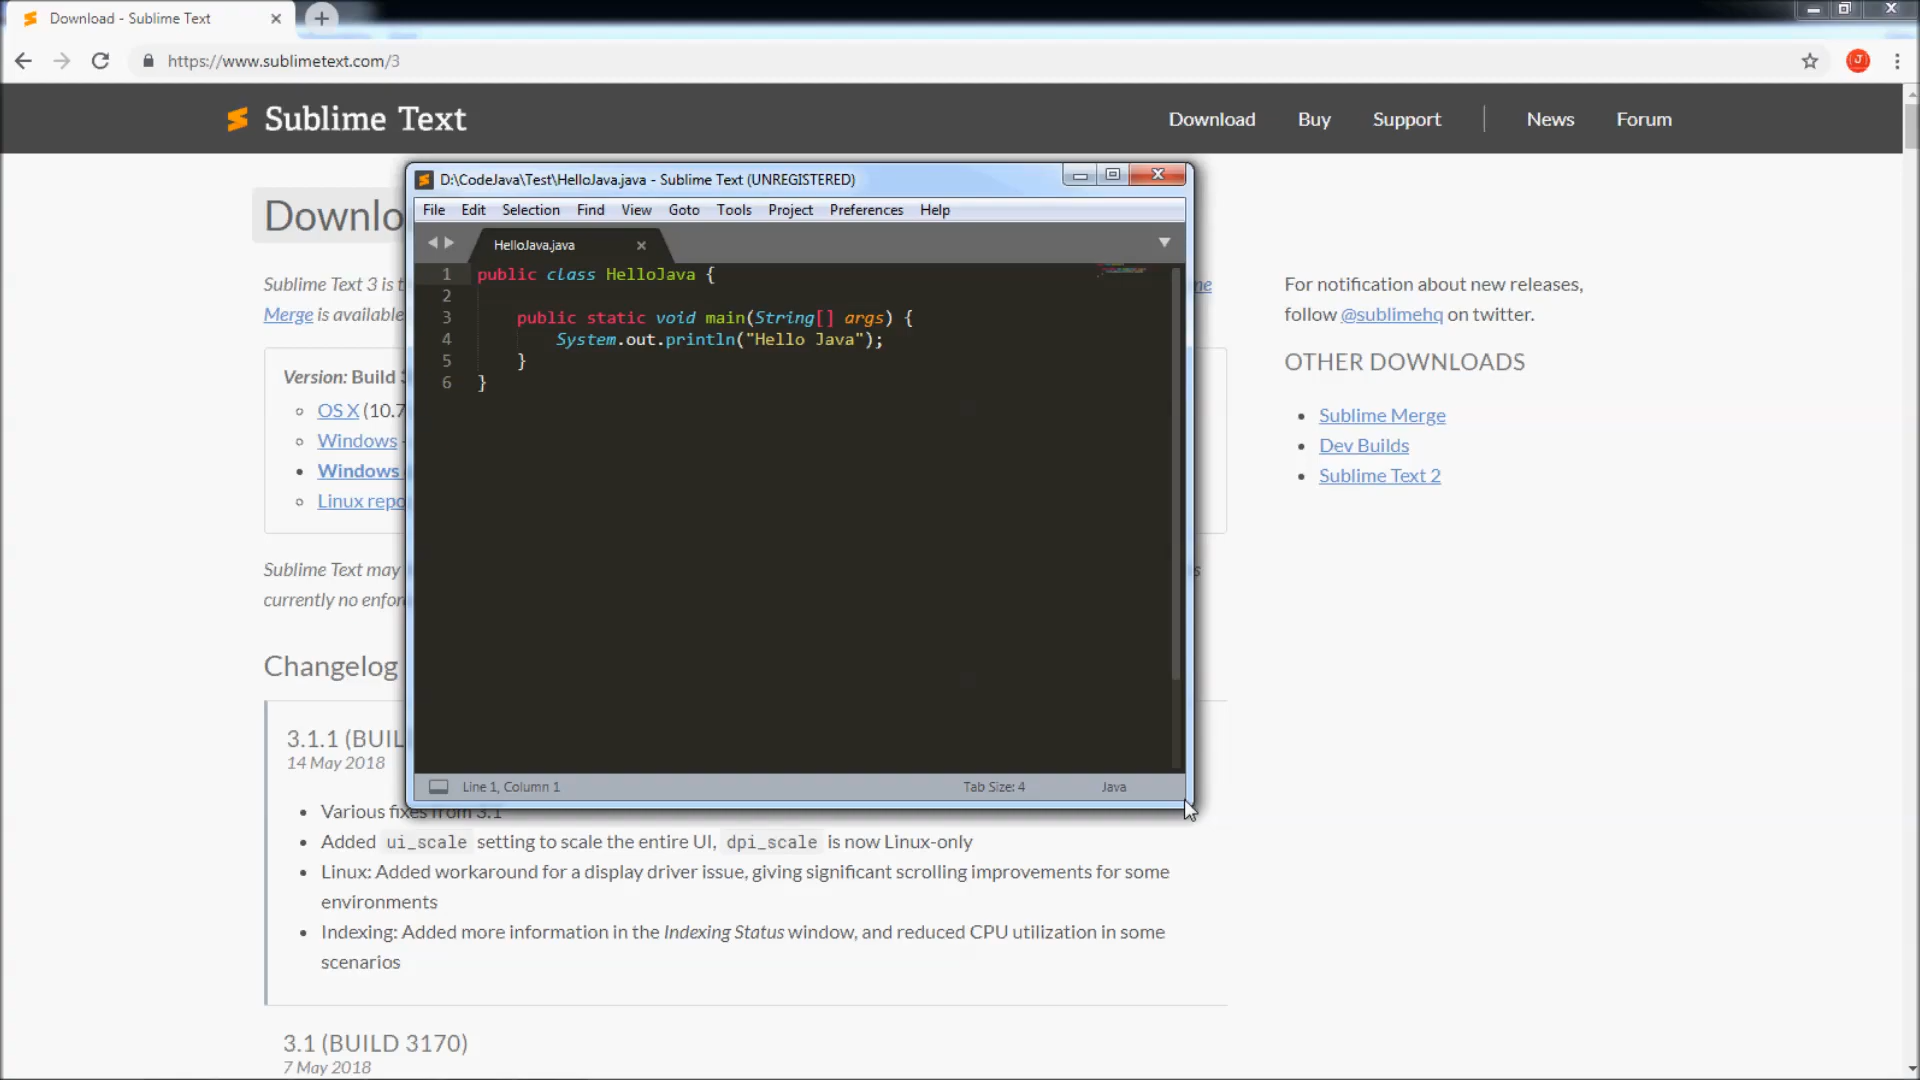 Download - Sublime Text
https://www.sublimetext.com/3
Sublime Text
Download Buy Support News Forum
D:\CodeJava\Test\HelloJava.java - Sublime Text (UNREGISTERED)
File Edit Selection Find View Goto Tools Project Preferences Help
HelloJava.java
1 public class HelloJava {
2
3     public static void main(String[] args) {
4         System.out.println("Hello Java");
5     }
6 }
Line 1, Column 1 Tab Size: 4 Java
Sublime Text 3 is
Merge is available
Version: Build
OS X (10.7
Windows
Windows
Linux
Sublime Text may
currently no
Changelog
3.1.1
14 May 2018
Various fixes from 3.1
Added ui_scale setting to scale the entire UI, dpi_scale is now Linux-only
Linux: Added workaround for a display driver issue, giving significant scrolling improvements for some
environments
Indexing: Added more information in the Indexing Status window, and reduced CPU utilization in some
scenarios
3.1 (BUILD 3170)
7 May 2018
For notification about new releases,
follow @sublimehq on twitter.
OTHER DOWNLOADS
Sublime Merge
Dev Builds
Sublime Text 2